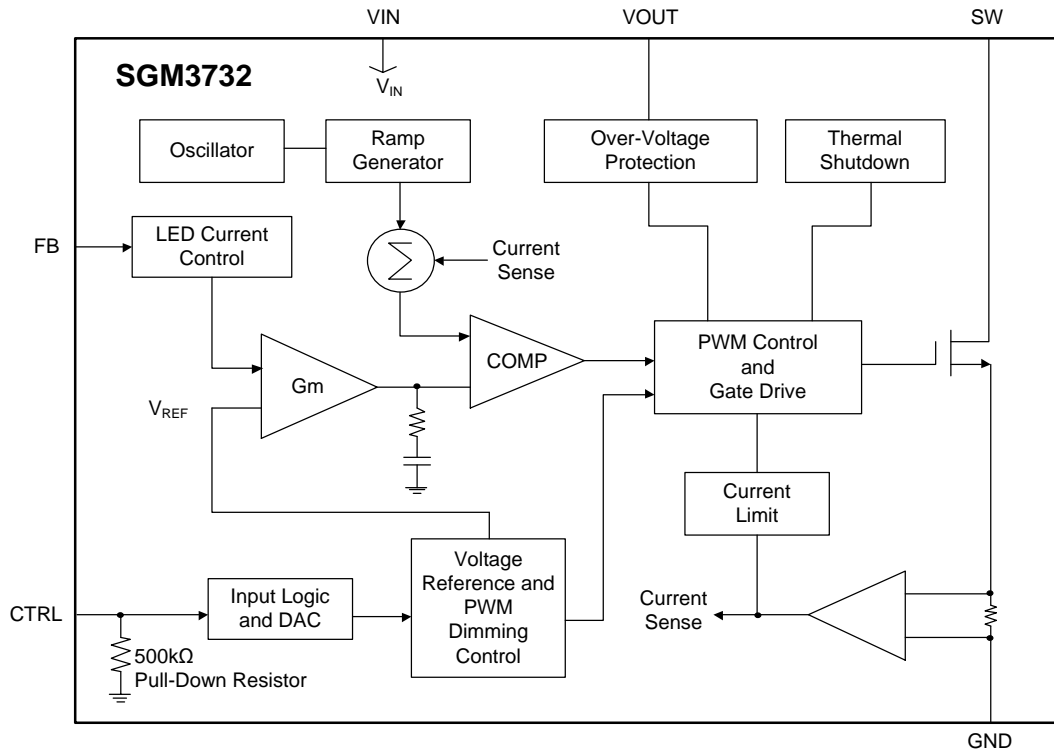 VIN
VOUT
SW
SGM3732
VIN
Oscillator
Ramp
Generator
Over-Voltage
Protection
Thermal
Shutdown
FB
LED Current
Control
Σ
Current
Sense
Gm
COMP
PWM Control
and
Gate Drive
VREF
Current
Limit
Voltage
Reference and
PWM
Dimming
Control
CTRL
Input Logic
and DAC
Current
Sense
500kΩ
Pull-Down Resistor
GND